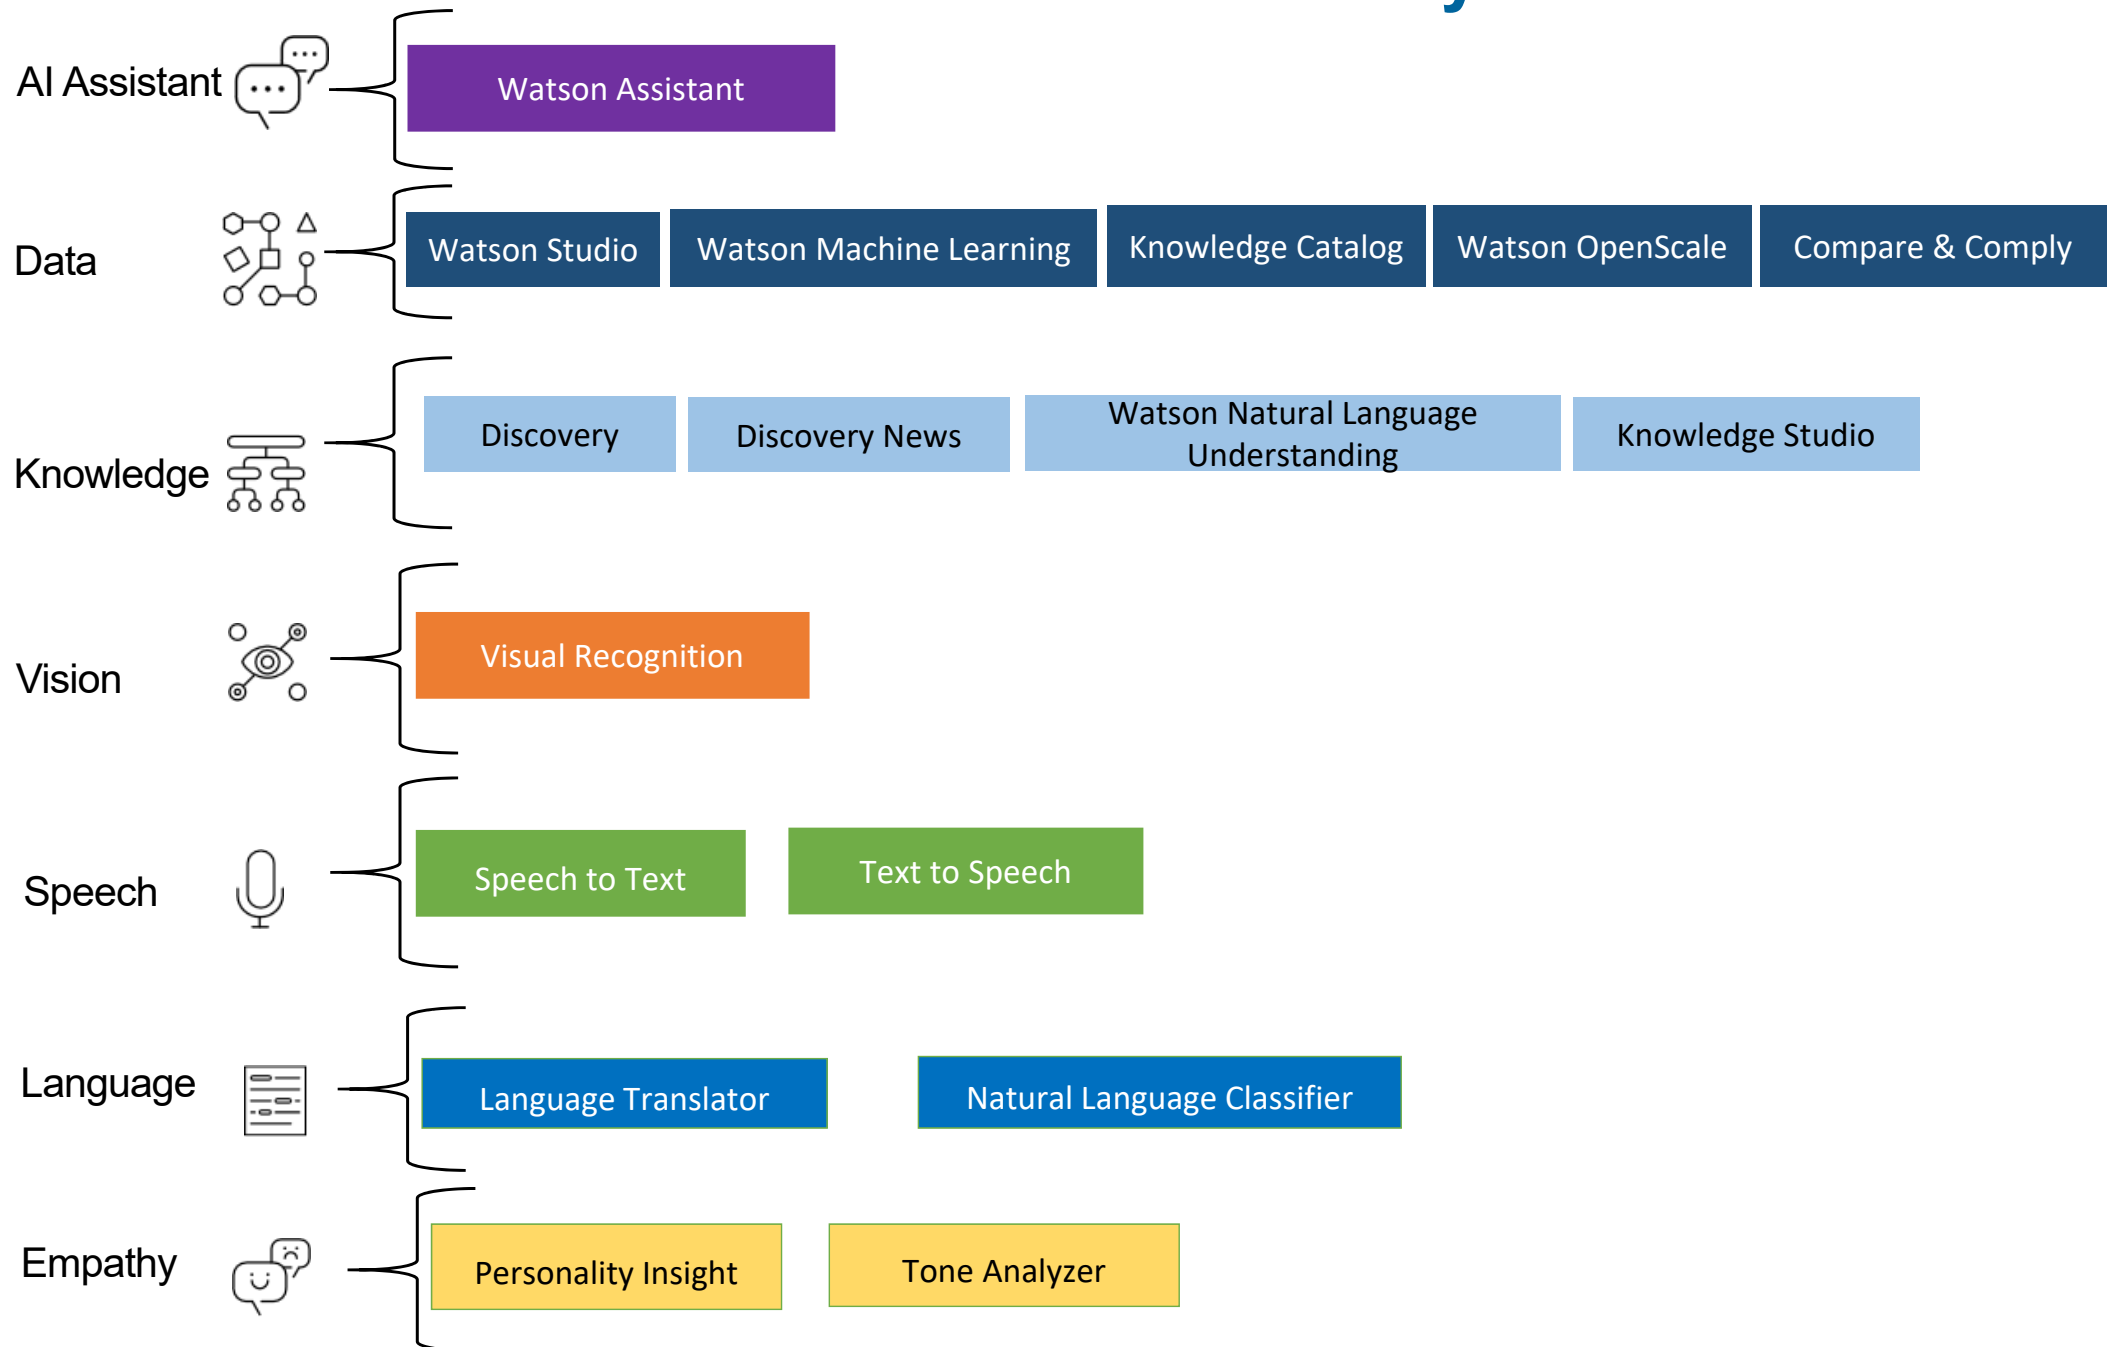 AI Assistant
Watson Assistant
Data
Watson Studio
Watson Machine Learning
Knowledge Catalog
Watson OpenScale
Compare & Comply
Knowledge
Discovery
Discovery News
Watson Natural Language
Understanding
Knowledge Studio
Vision
Visual Recognition
Speech
Speech to Text
Text to Speech
Language
Language Translator
Natural Language Classifier
Empathy
Personality Insight
Tone Analyzer